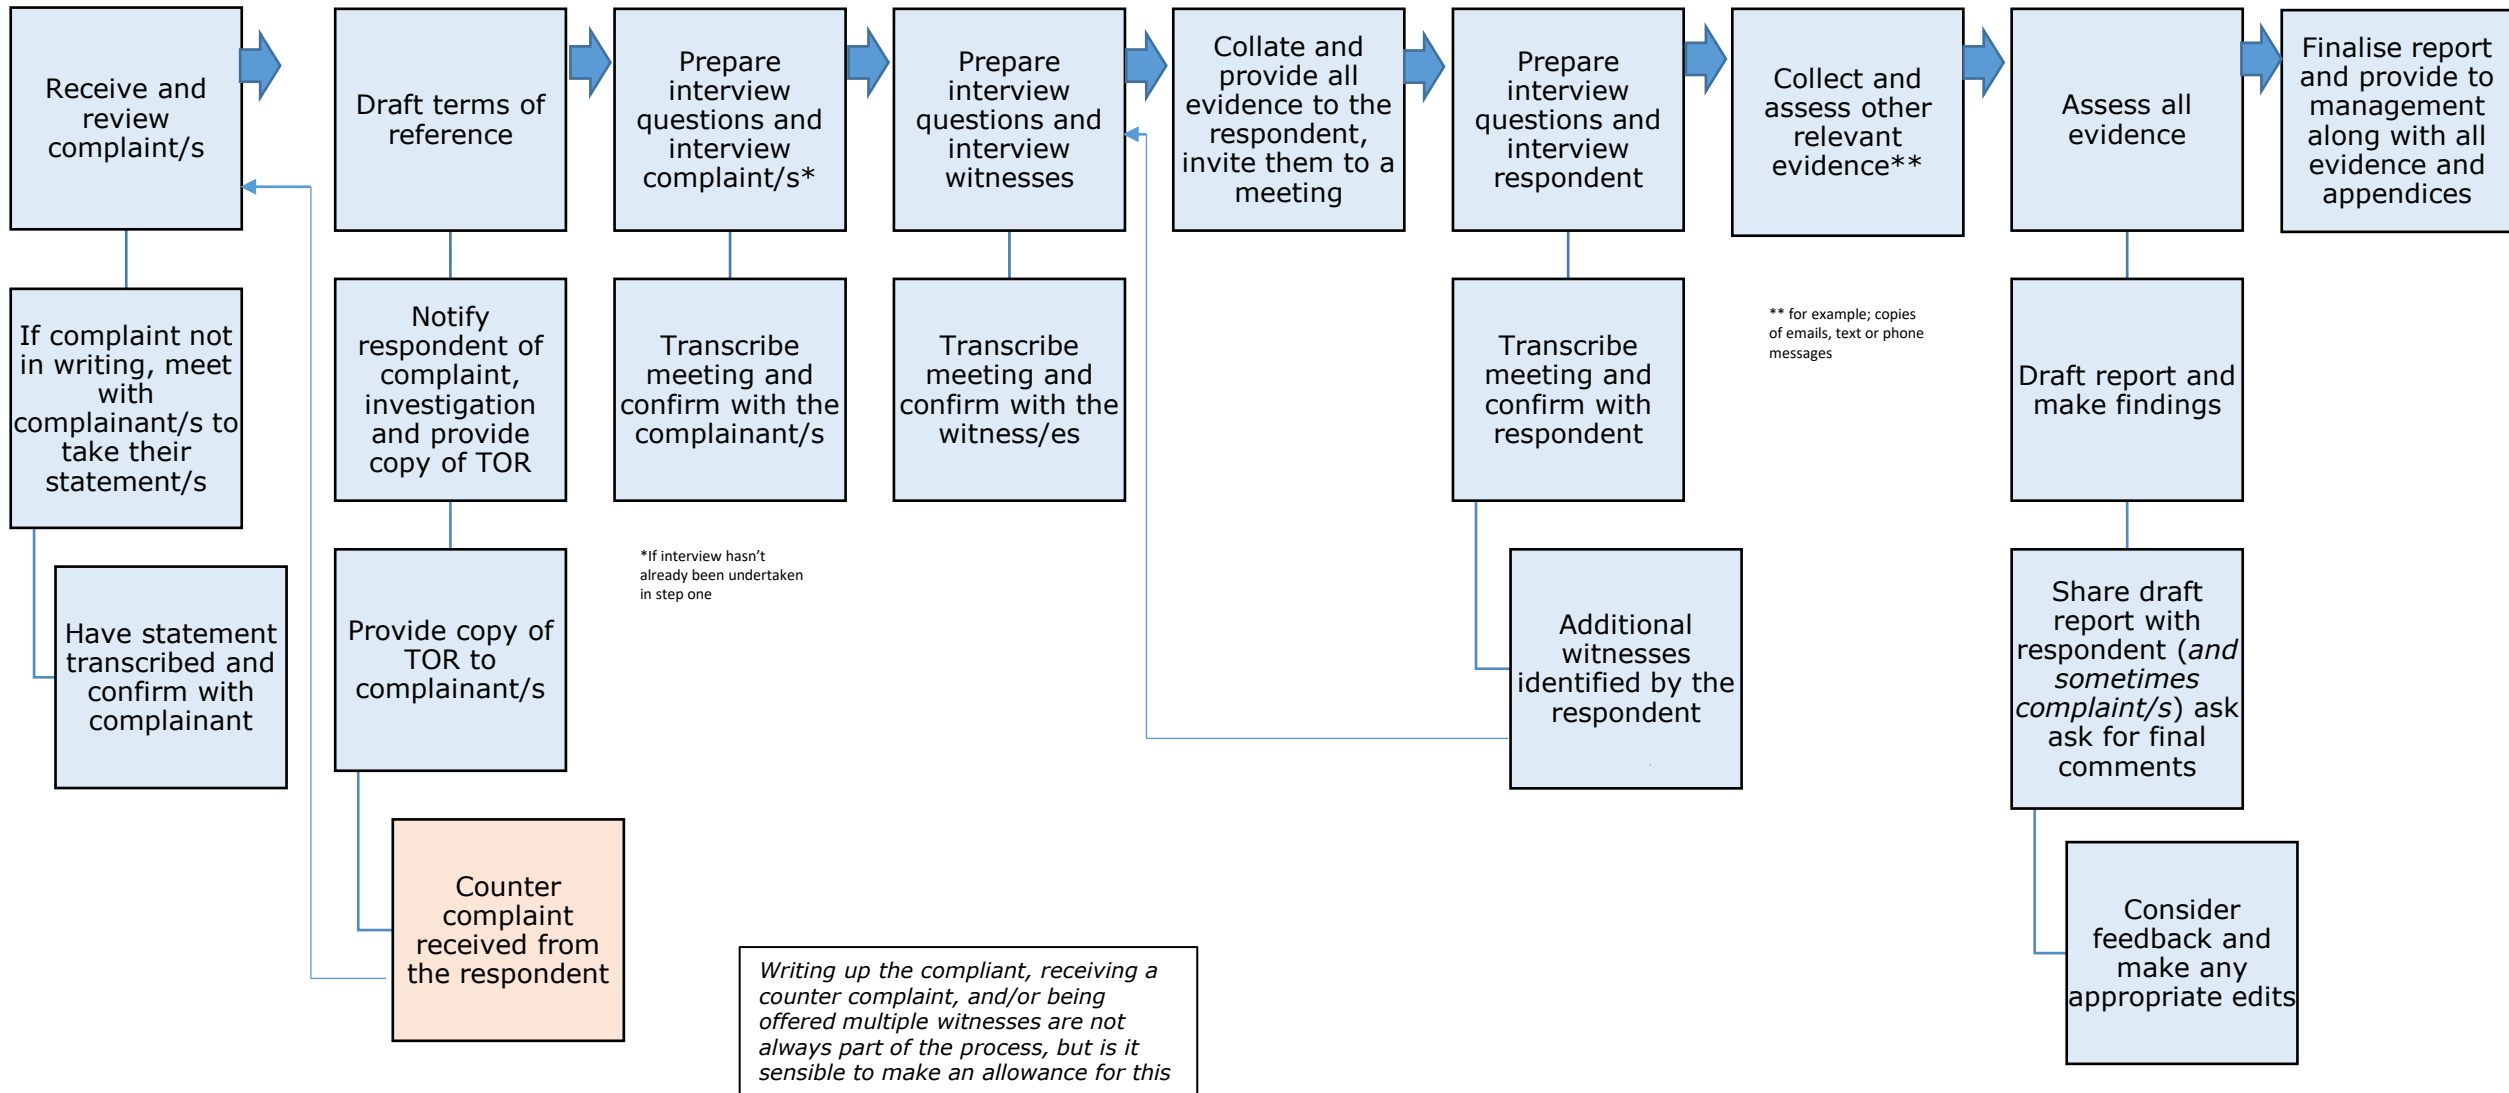 Receive and
review
complaint/s
Draft terms of
reference
Prepare
interview
questions and
interview
complaint/s*
Prepare
interview
questions and
interview
witnesses
Collate and
provide all
evidence to the
respondent,
invite them to a
meeting
Prepare
interview
questions and
interview
respondent
Collect and
assess other
relevant
evidence**
Assess all
evidence
Finalise report
and provide to
management
along with all
evidence and
appendices
If complaint not
in writing, meet
with
complainant/s to
take their
statement/s
Notify
respondent of
complaint,
investigation
and provide
copy of TOR
Transcribe
meeting and
confirm with the
complainant/s
Transcribe
meeting and
confirm with the
witness/es
Transcribe
meeting and
confirm with
respondent
** for example; copies
of emails, text or phone
messages
Draft report and
make findings
Have statement
transcribed and
confirm with
complainant
Provide copy of
TOR to
complainant/s
*If interview hasn't
already been undertaken
in step one
Additional
witnesses
identified by the
respondent
Share draft
report with
respondent (and
sometimes
complaint/s) ask
ask for final
comments
Counter
complaint
received from
the respondent
Writing up the compliant, receiving a
counter complaint, and/or being
offered multiple witnesses are not
always part of the process, but is it
sensible to make an allowance for this
Consider
feedback and
make any
appropriate edits